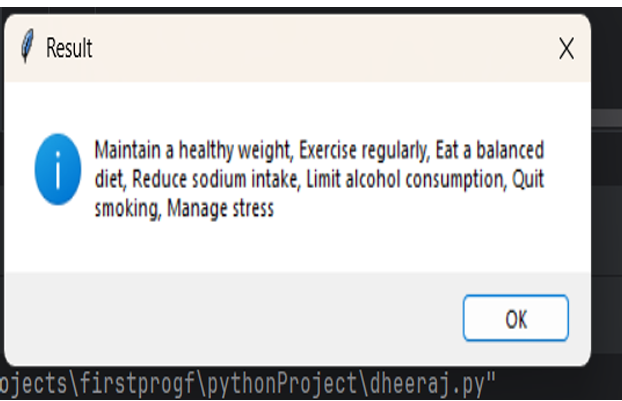 Result
Maintain a healthy weight, Exercise regularly, Eat a balanced
diet, Reduce sodium intake, Limit alcohol consumption, Quit
smoking, Manage stress
OK
ojects\firstprogf\pythonProject\dheeraj.py"